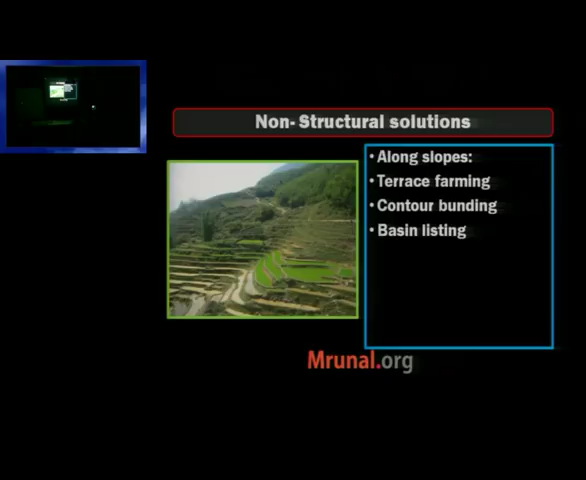 Non-Structural solutions
• Along slopes:
• Terrace farming
• Contour bunding
• Basin listing
Mrunal.org